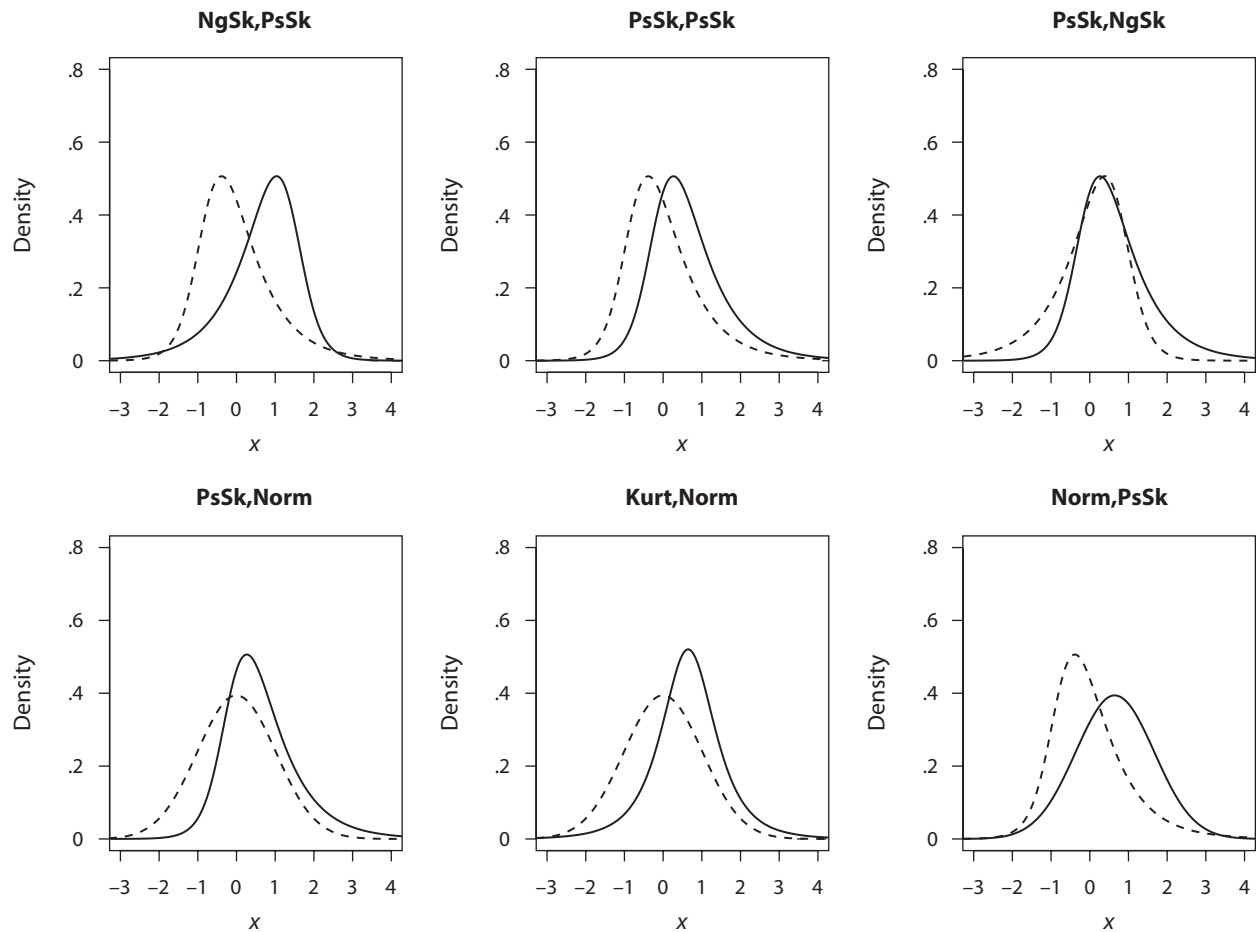 NgSk,PsSk
PsSk,PsSk
PsSk,NgSk
.8
.6
.4
.2
0
Density
–3 –2 –1 0 1 2 3 4
x
.8
.6
.4
.2
0
Density
–3 –2 –1 0 1 2 3 4
x
.8
.6
.4
.2
0
Density
–3 –2 –1 0 1 2 3 4
x
PsSk,Norm
Kurt,Norm
Norm,PsSk
.8
.6
.4
.2
0
Density
–3 –2 –1 0 1 2 3 4
x
.8
.6
.4
.2
0
Density
–3 –2 –1 0 1 2 3 4
x
.8
.6
.4
.2
0
Density
–3 –2 –1 0 1 2 3 4
x